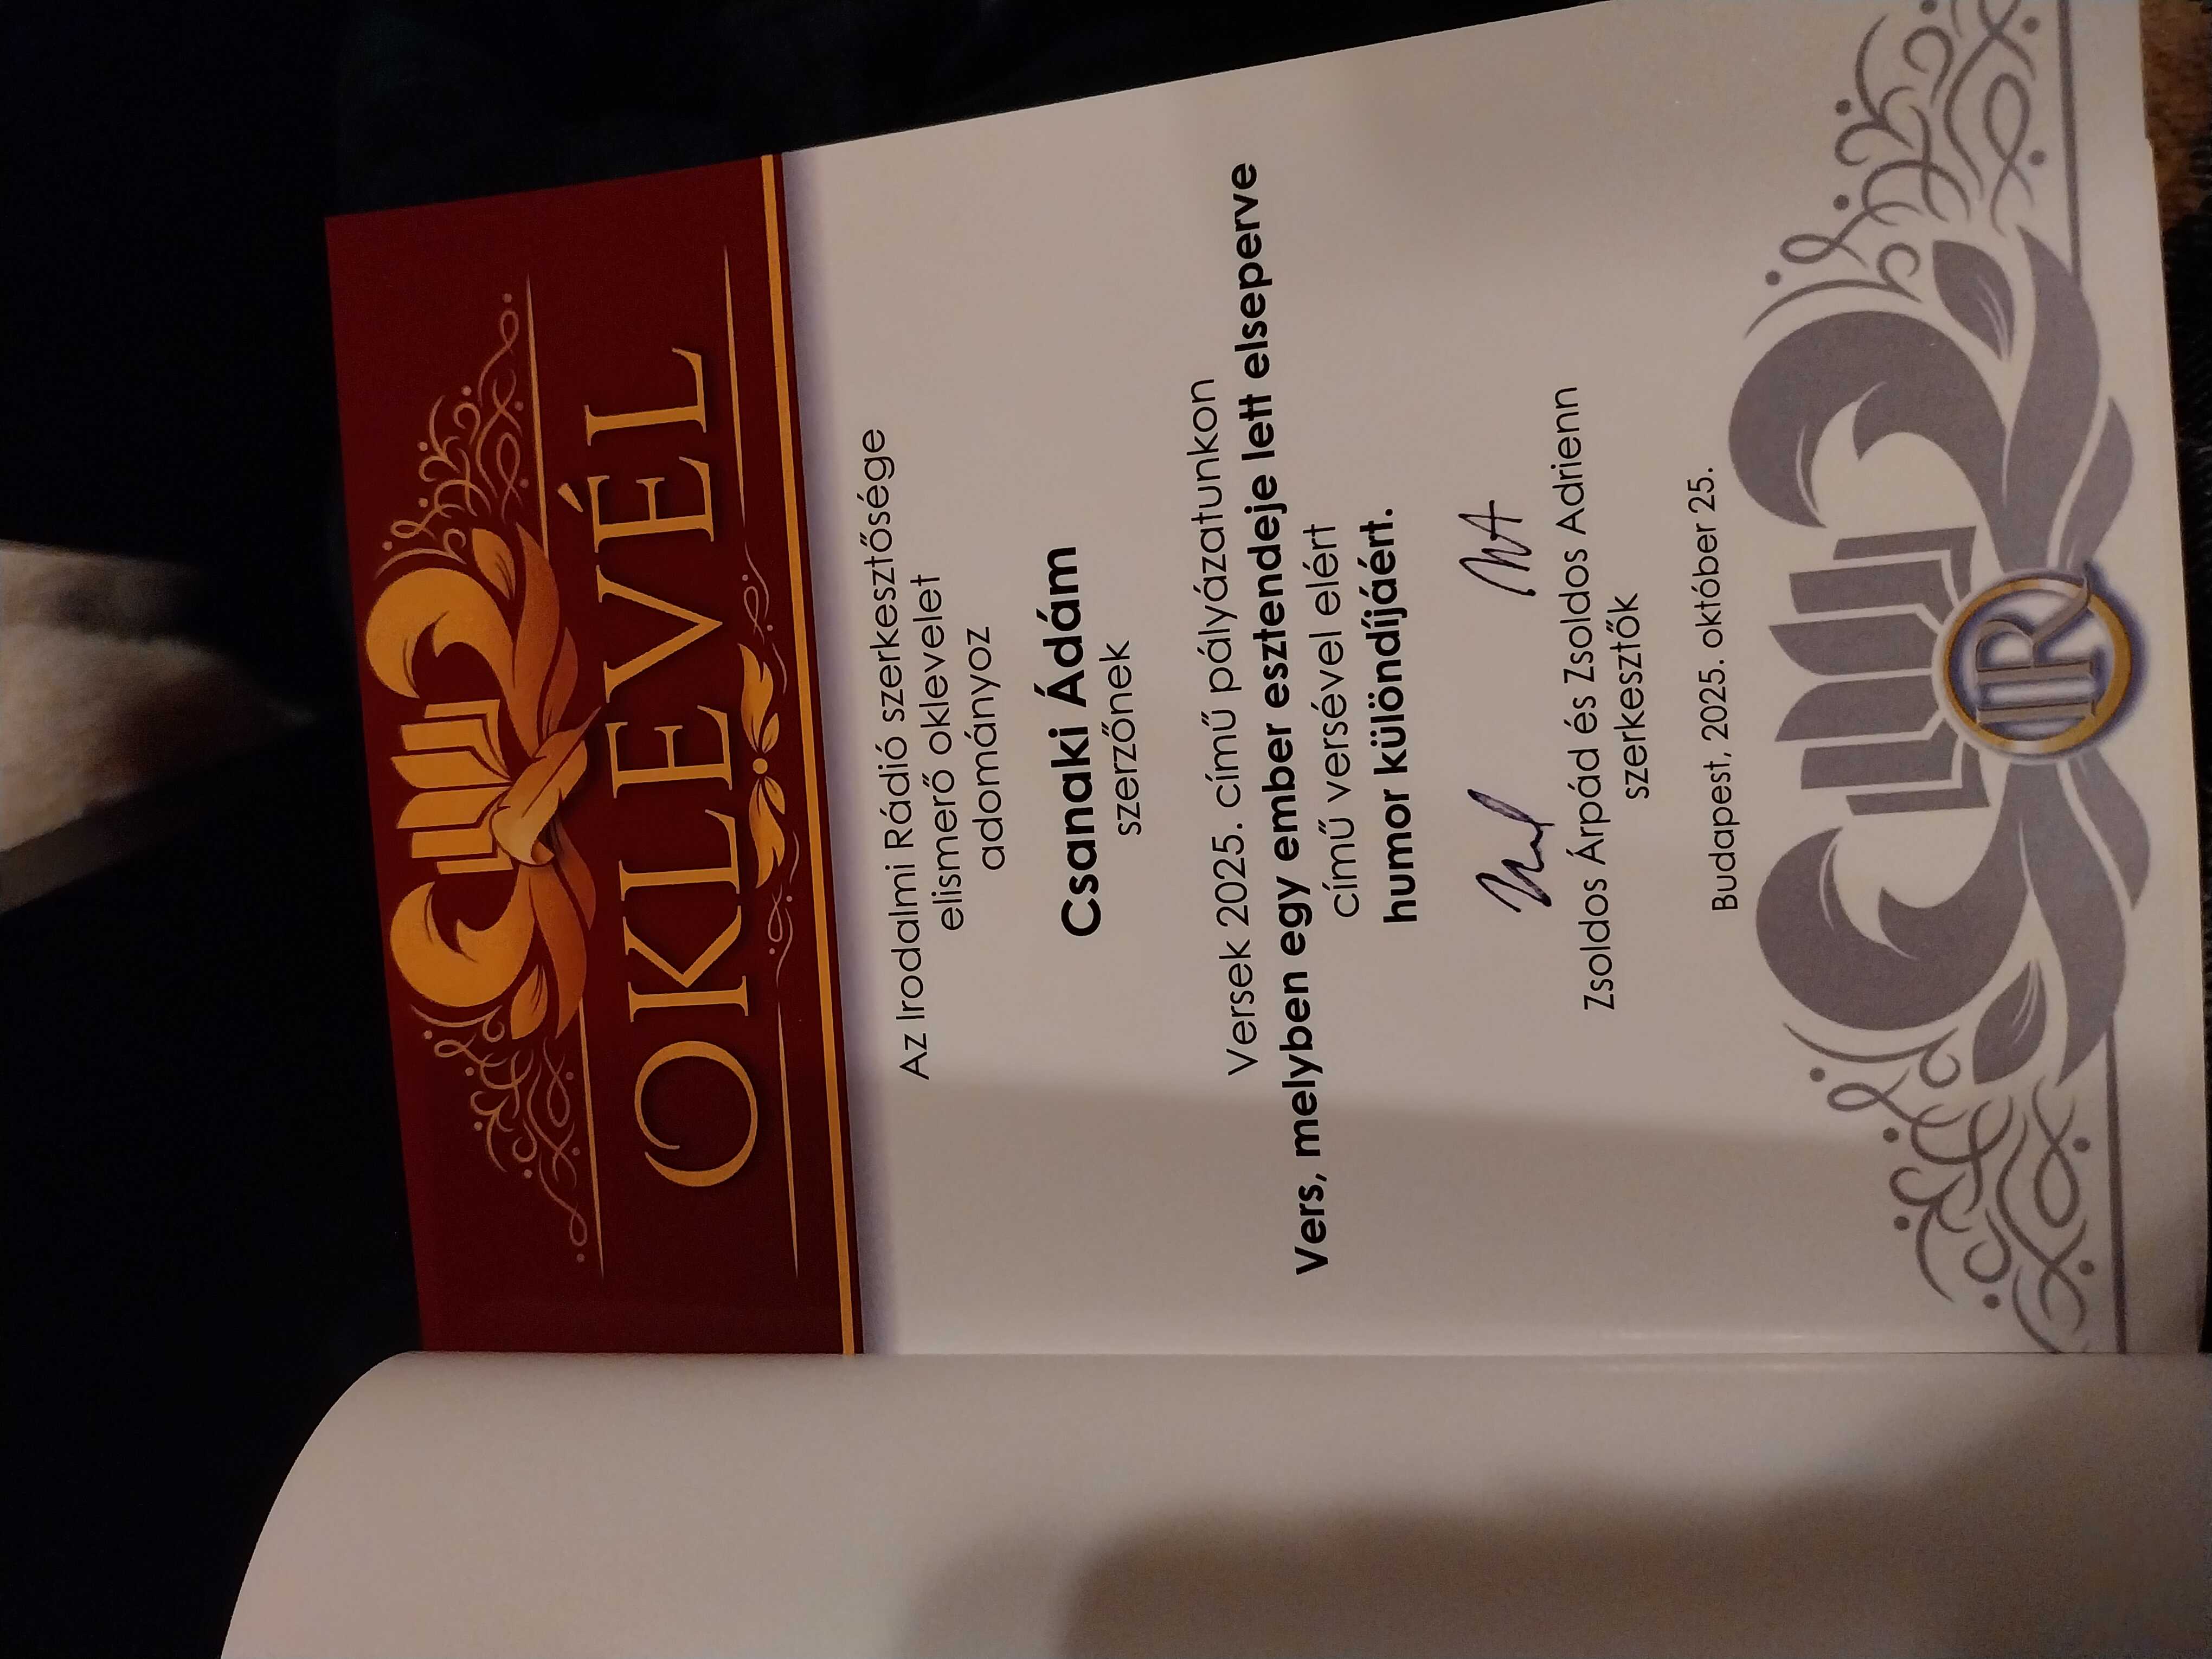 OKLEVÉL
Az Irodalmi Rádió szerkesztősége
elismerő oklevelet
adományoz
Csanaki Ádám
szerzőnek
Versek 2025. című pályázatunkon
Vers, melyben egy ember esztendeje lett elseperve
című versével elért
humor különdíjáért.
Zsoldos Árpád és Zsoldos Adrienn
szerkesztők
Budapest, 2025. október 25.
IR